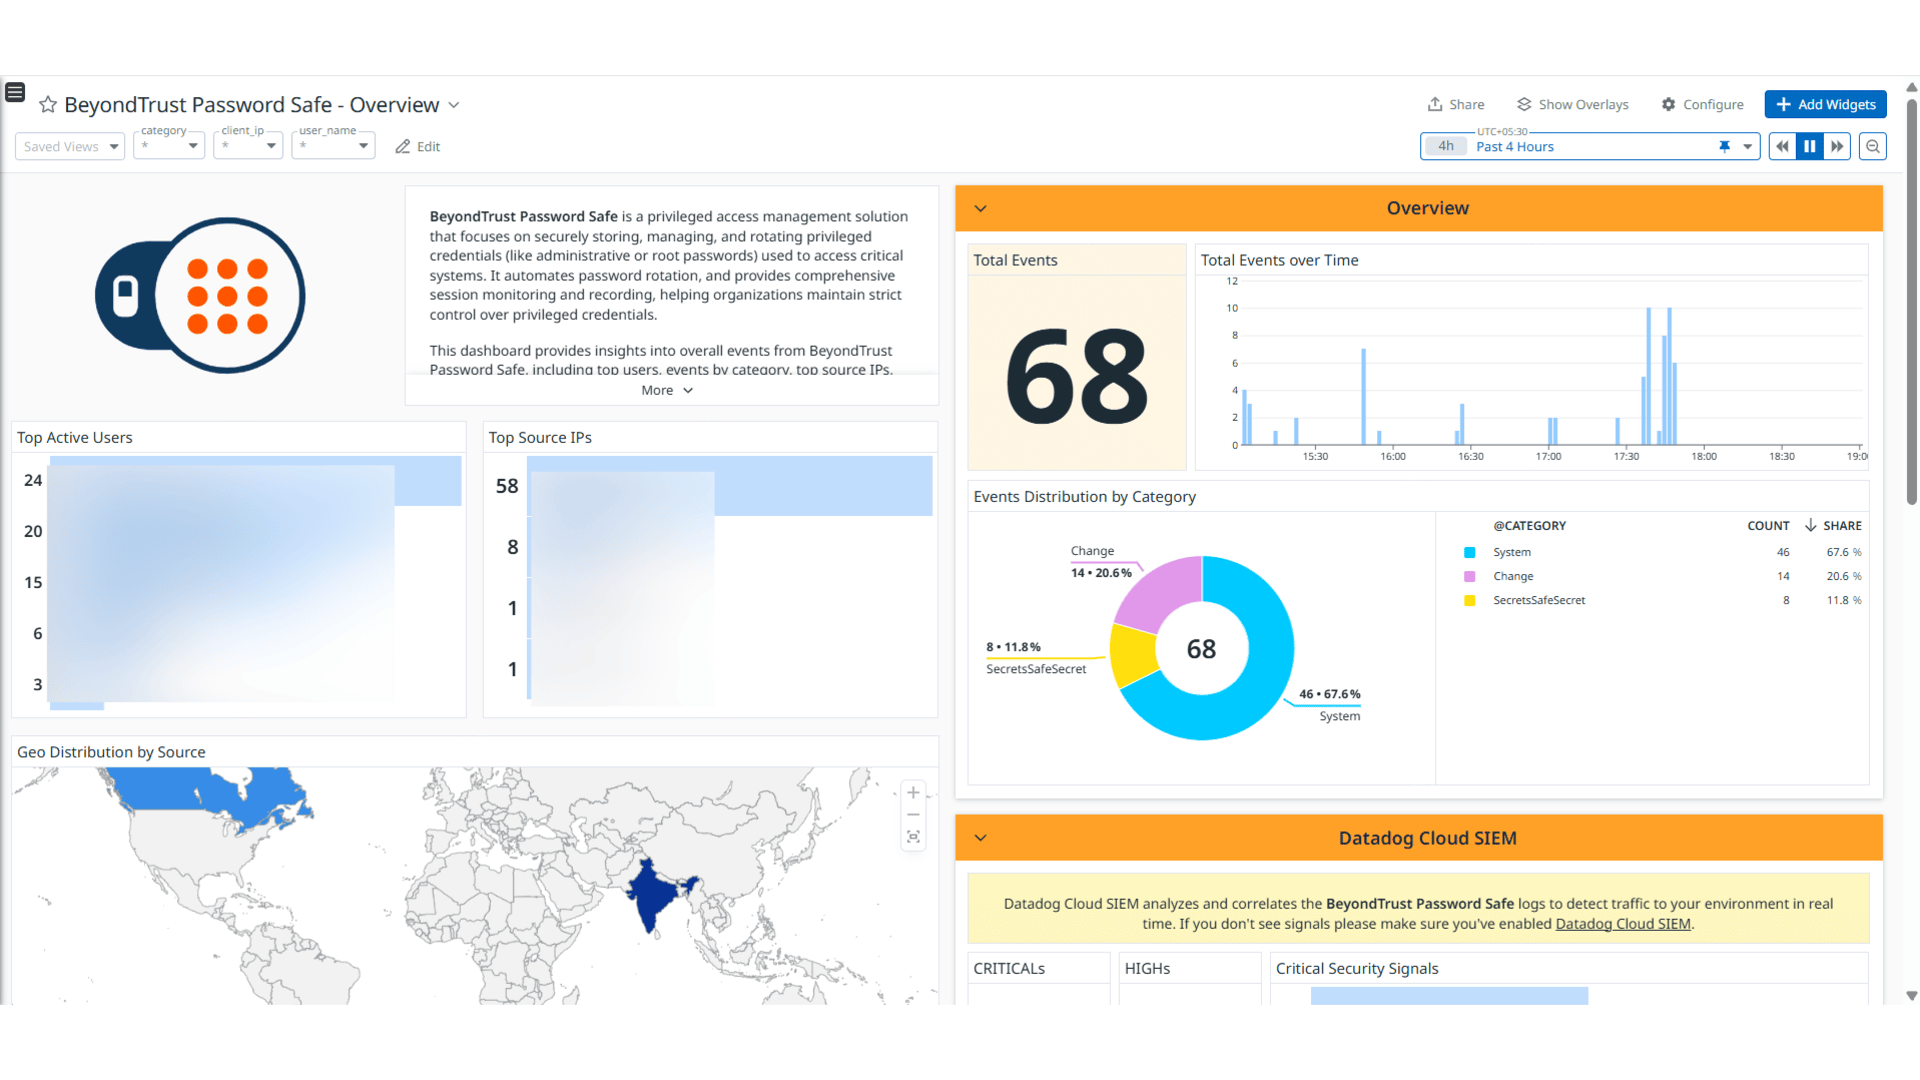 BeyondTrust Password Safe - Overview
Share
Show Overlays
Configure
Add Widgets
Saved Views
category
*
client_ip
*
user_name
*
Edit
UTC+05:30
4h
Past 4 Hours
BeyondTrust Password Safe is a privileged access management solution
that focuses on securely storing, managing, and rotating privileged
credentials (like administrative or root passwords) used to access critical
systems. It automates password rotation, and provides comprehensive
session monitoring and recording, helping organizations maintain strict
control over privileged credentials.
This dashboard provides insights into overall events from BeyondTrust
Password Safe, including top users, events by category, top source IPs,
More
Top Active Users
24
20
15
6
3
Top Source IPs
58
8
1
1
Geo Distribution by Source
Overview
Total Events
68
Total Events over Time
12
10
8
6
4
2
0
15:30
16:00
16:30
17:00
17:30
18:00
18:30
19:0
Events Distribution by Category
Change
14 • 20.6%
8 • 11.8%
SecretsSafeSecret
68
46 • 67.6%
System
@CATEGORY COUNT SHARE
System 46 67.6 %
Change 14 20.6 %
SecretsSafeSecret 8 11.8 %
Datadog Cloud SIEM
Datadog Cloud SIEM analyzes and correlates the BeyondTrust Password Safe logs to detect traffic to your environment in real
time. If you don't see signals please make sure you've enabled Datadog Cloud SIEM.
CRITICALs
HIGHs
Critical Security Signals